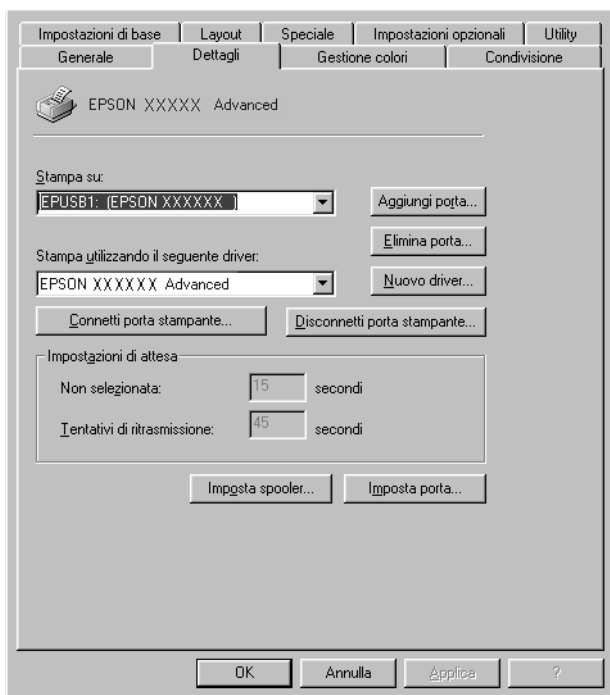 Impostazioni di base Layout Speciale Impostazioni opzionali Utility
Generale Dettagli Gestione colori Condivisione
EPSON XXXXX Advanced
Stampa su:
EPUSB1: (EPSON XXXXXX )
Aggiungi porta...
Elimina porta...
Stampa utilizzando il seguente driver:
EPSON XXXXXX Advanced
Nuovo driver...
Connetti porta stampante... Disconnetti porta stampante...
Impostazioni di attesa
Non selezionata: 15 secondi
Tentativi di ritrasmissione: 45 secondi
Imposta spooler... Imposta porta...
OK Annulla Applica ?